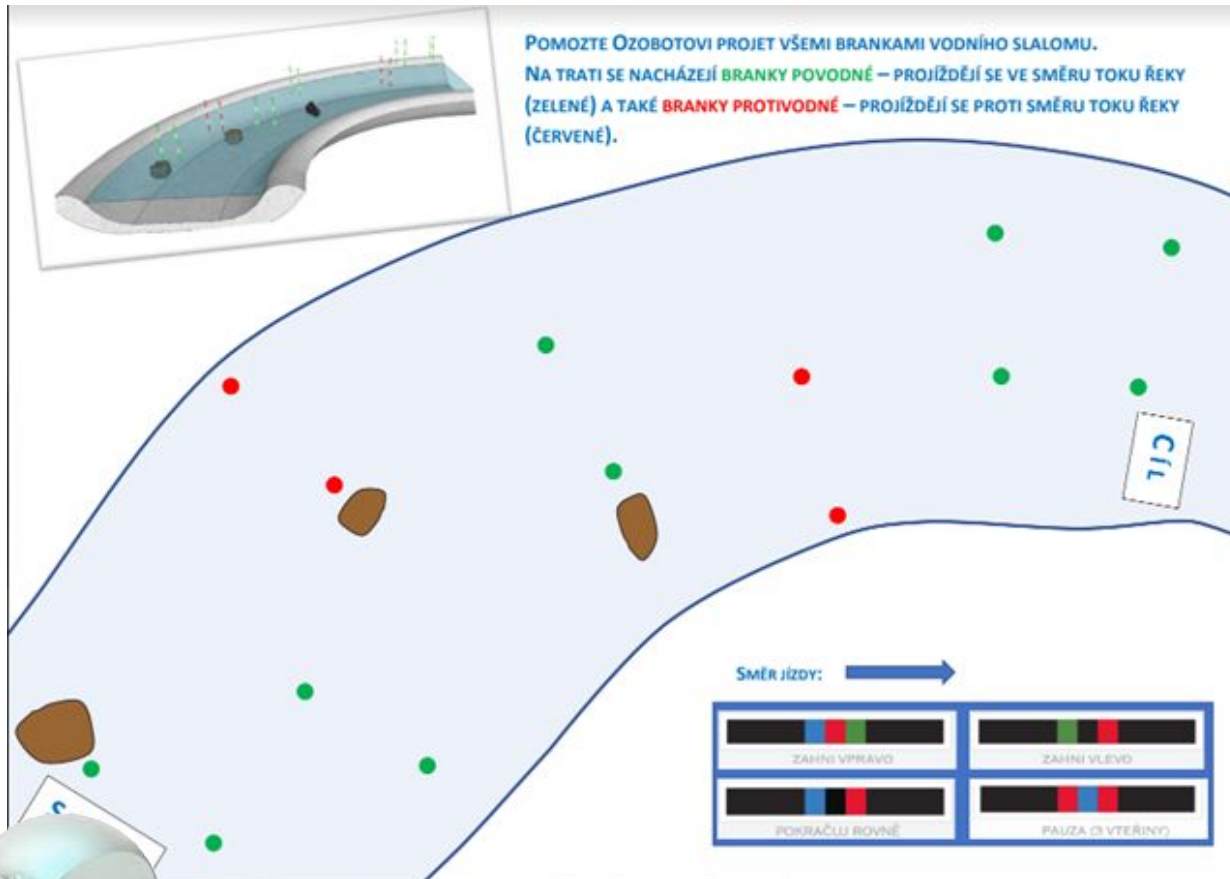 POMOZTE OZOBOTOVI PROJET VŠEMI BRANKAMI VODNÍHO SLALOMU.
NA TRATI SE NACHÁZEJÍ BRANKY POVODNÉ – PROJÍŽDĚJÍ SE VE SMĚRU TOKU ŘEKY
(ZELENÉ) A TAKÉ BRANKY PROTIVODNÉ – PROJÍŽDĚJÍ SE PROTI SMĚRU TOKU ŘEKY
(ČERVENÉ).
CÍL
SMĚR JÍZDY:
ZAHNI VPRAVO
ZAHNI VLEVO
POKRAČUJ ROVNĚ
PAUZA (3 VTEŘINY)